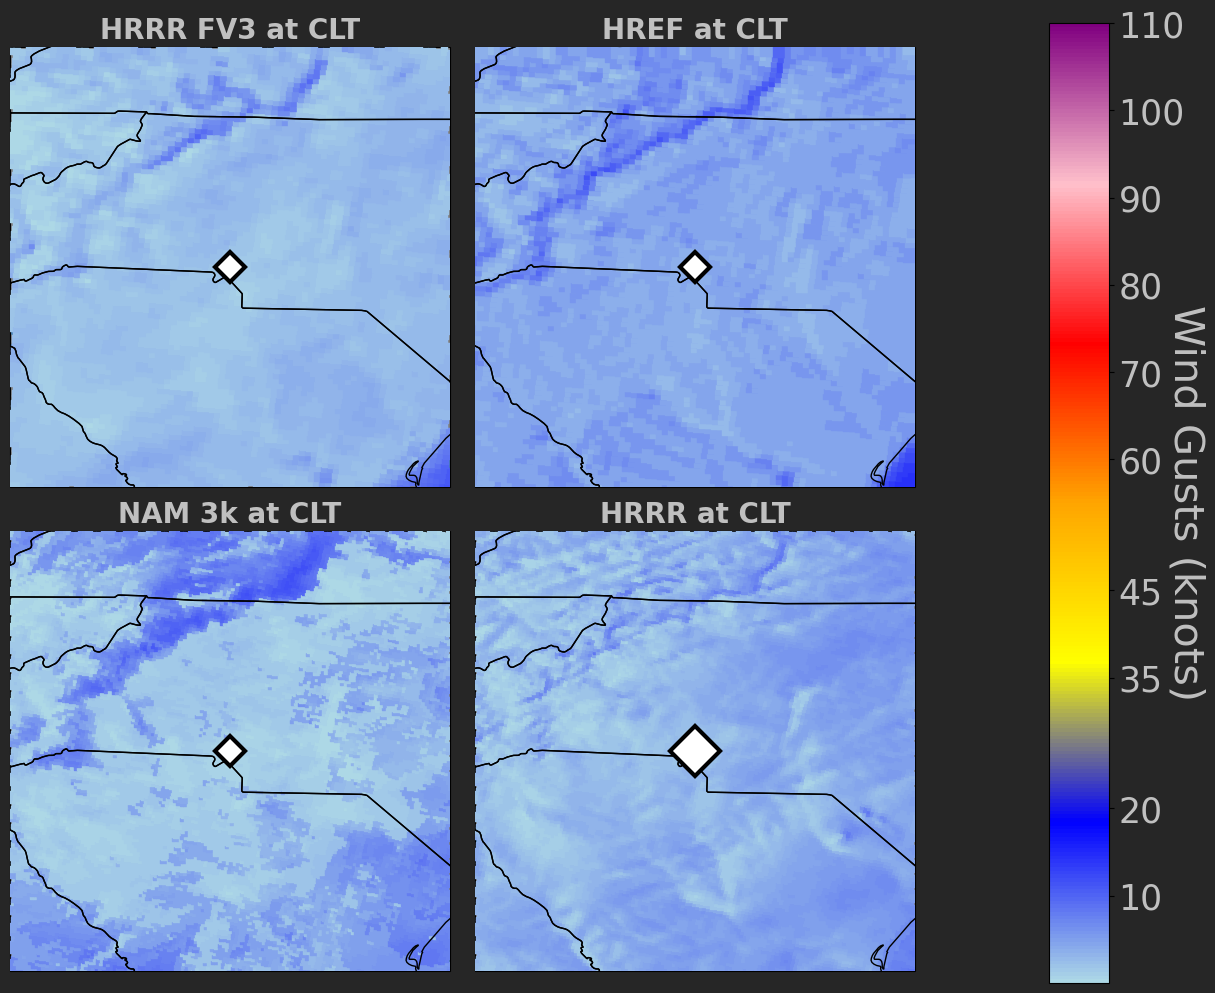 HRRR FV3 at CLT
HREF at CLT
NAM 3k at CLT
HRRR at CLT
110
100
90
80
70
60
45
35
20
10
Wind Gusts (knots)